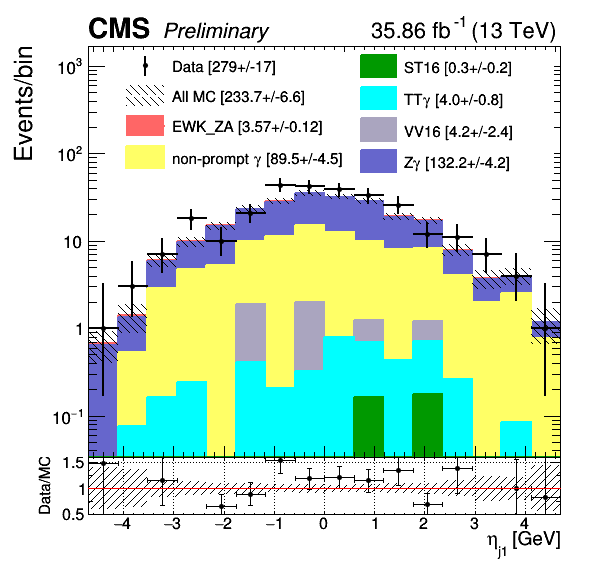 CMS Preliminary 35.86 fb⁻¹ (13 TeV)
Events/bin
10³
10²
10
1
10⁻¹
Data [279+/-17]
All MC [233.7+/-6.6]
EWK_ZA [3.57+/-0.12]
non-prompt γ [89.5+/-4.5]
ST16 [0.3+/-0.2]
TTγ [4.0+/-0.8]
VV16 [4.2+/-2.4]
Zγ [132.2+/-4.2]
Data/MC
1.5
1
0.5
−4 −3 −2 −1 0 1 2 3 4
η_j1 [GeV]